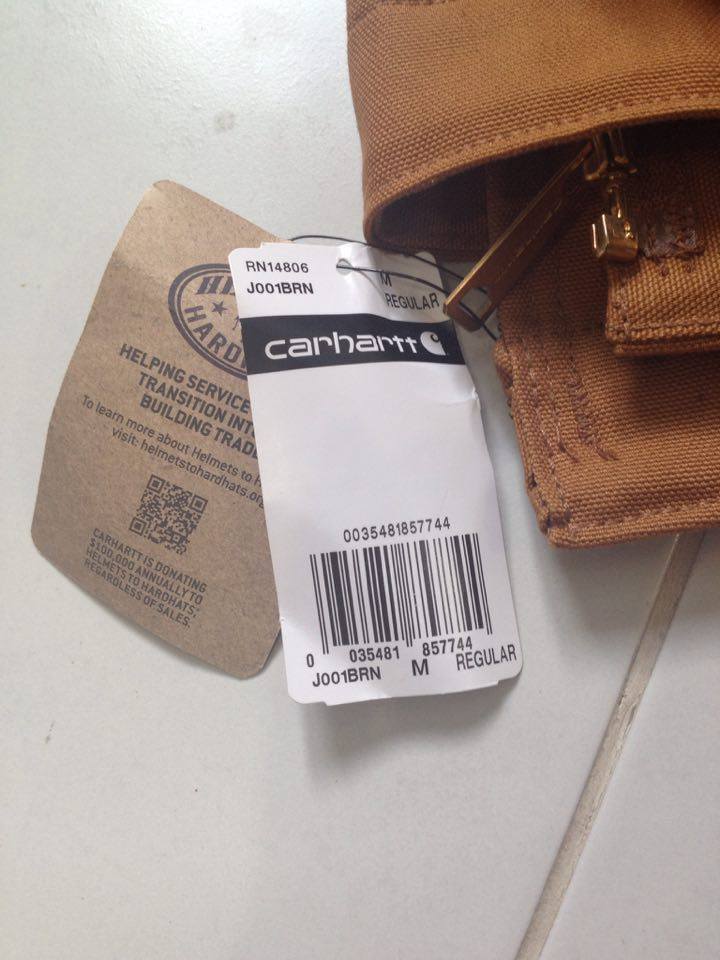 RN14806
J001BRN
M
REGULAR
carhartt
0035481857744
0 035481 857744
J001BRN M REGULAR
HARD
HELPING SERVICE
TRANSITION INT
BUILDING TRAD
To learn more about Helmets to H
visit: helmetstohardhats.org
CARHARTT IS DONATING
$100,000 ANNUALLY TO
HELMETS TO HARDHATS,
REGARDLESS OF SALES.